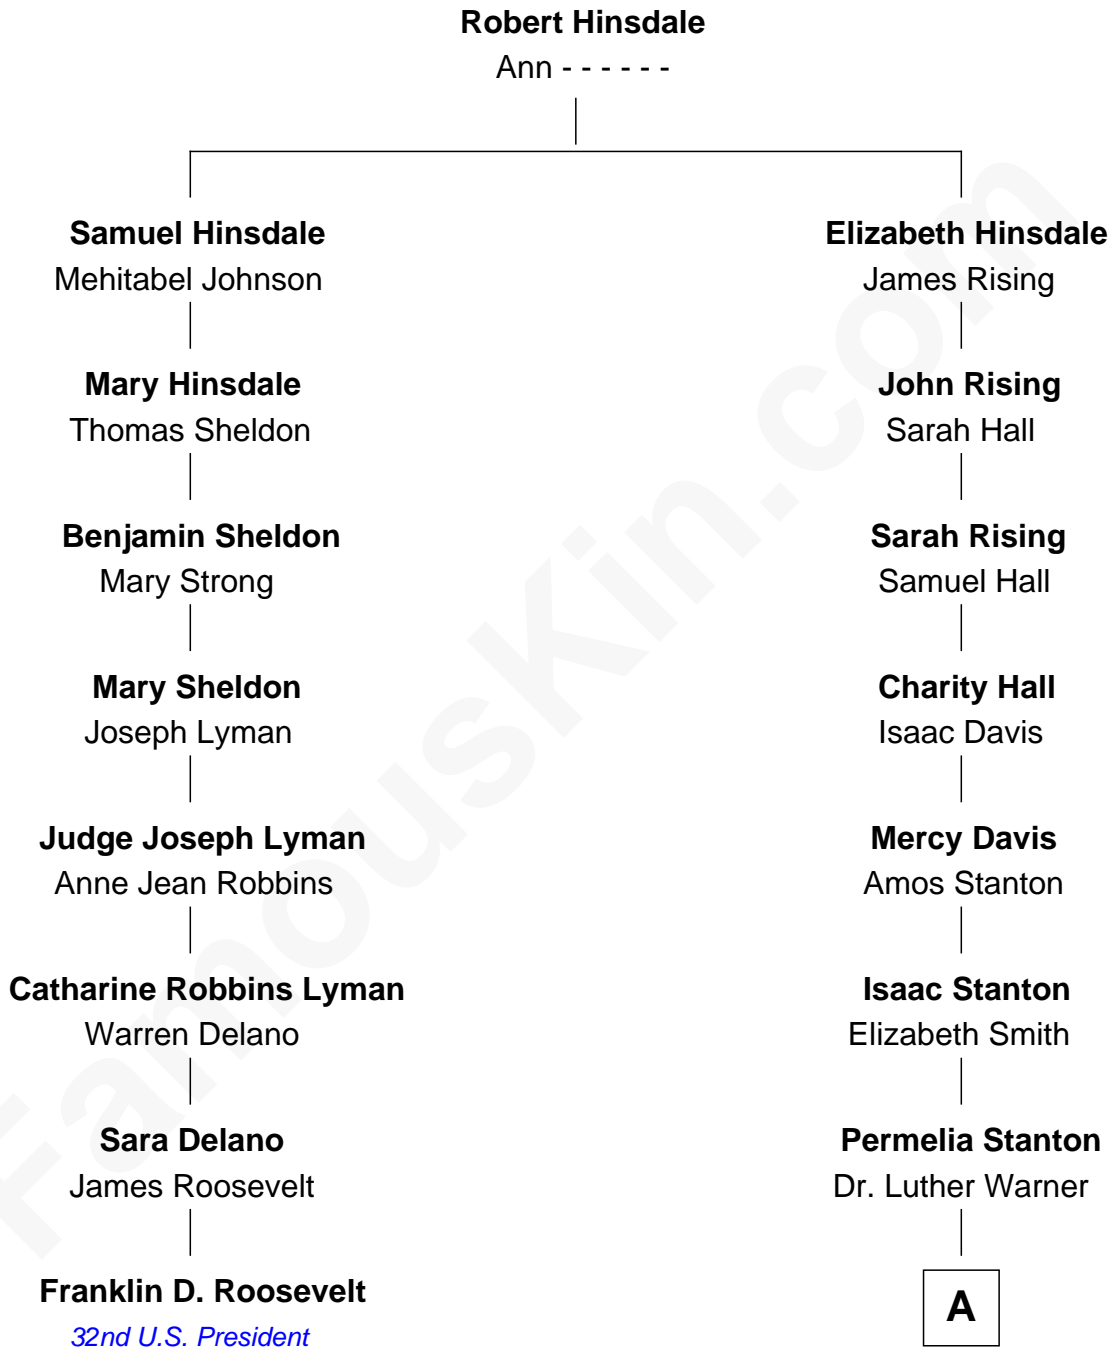 Robert Hinsdale
Ann - - - - - -
Samuel Hinsdale
Mehitabel Johnson
Elizabeth Hinsdale
James Rising
Mary Hinsdale
Thomas Sheldon
John Rising
Sarah Hall
Benjamin Sheldon
Mary Strong
Sarah Rising
Samuel Hall
Mary Sheldon
Joseph Lyman
Charity Hall
Isaac Davis
Judge Joseph Lyman
Anne Jean Robbins
Mercy Davis
Amos Stanton
Catharine Robbins Lyman
Warren Delano
Isaac Stanton
Elizabeth Smith
Sara Delano
James Roosevelt
Permelia Stanton
Dr. Luther Warner
Franklin D. Roosevelt
32nd U.S. President
A
FamousKin.com